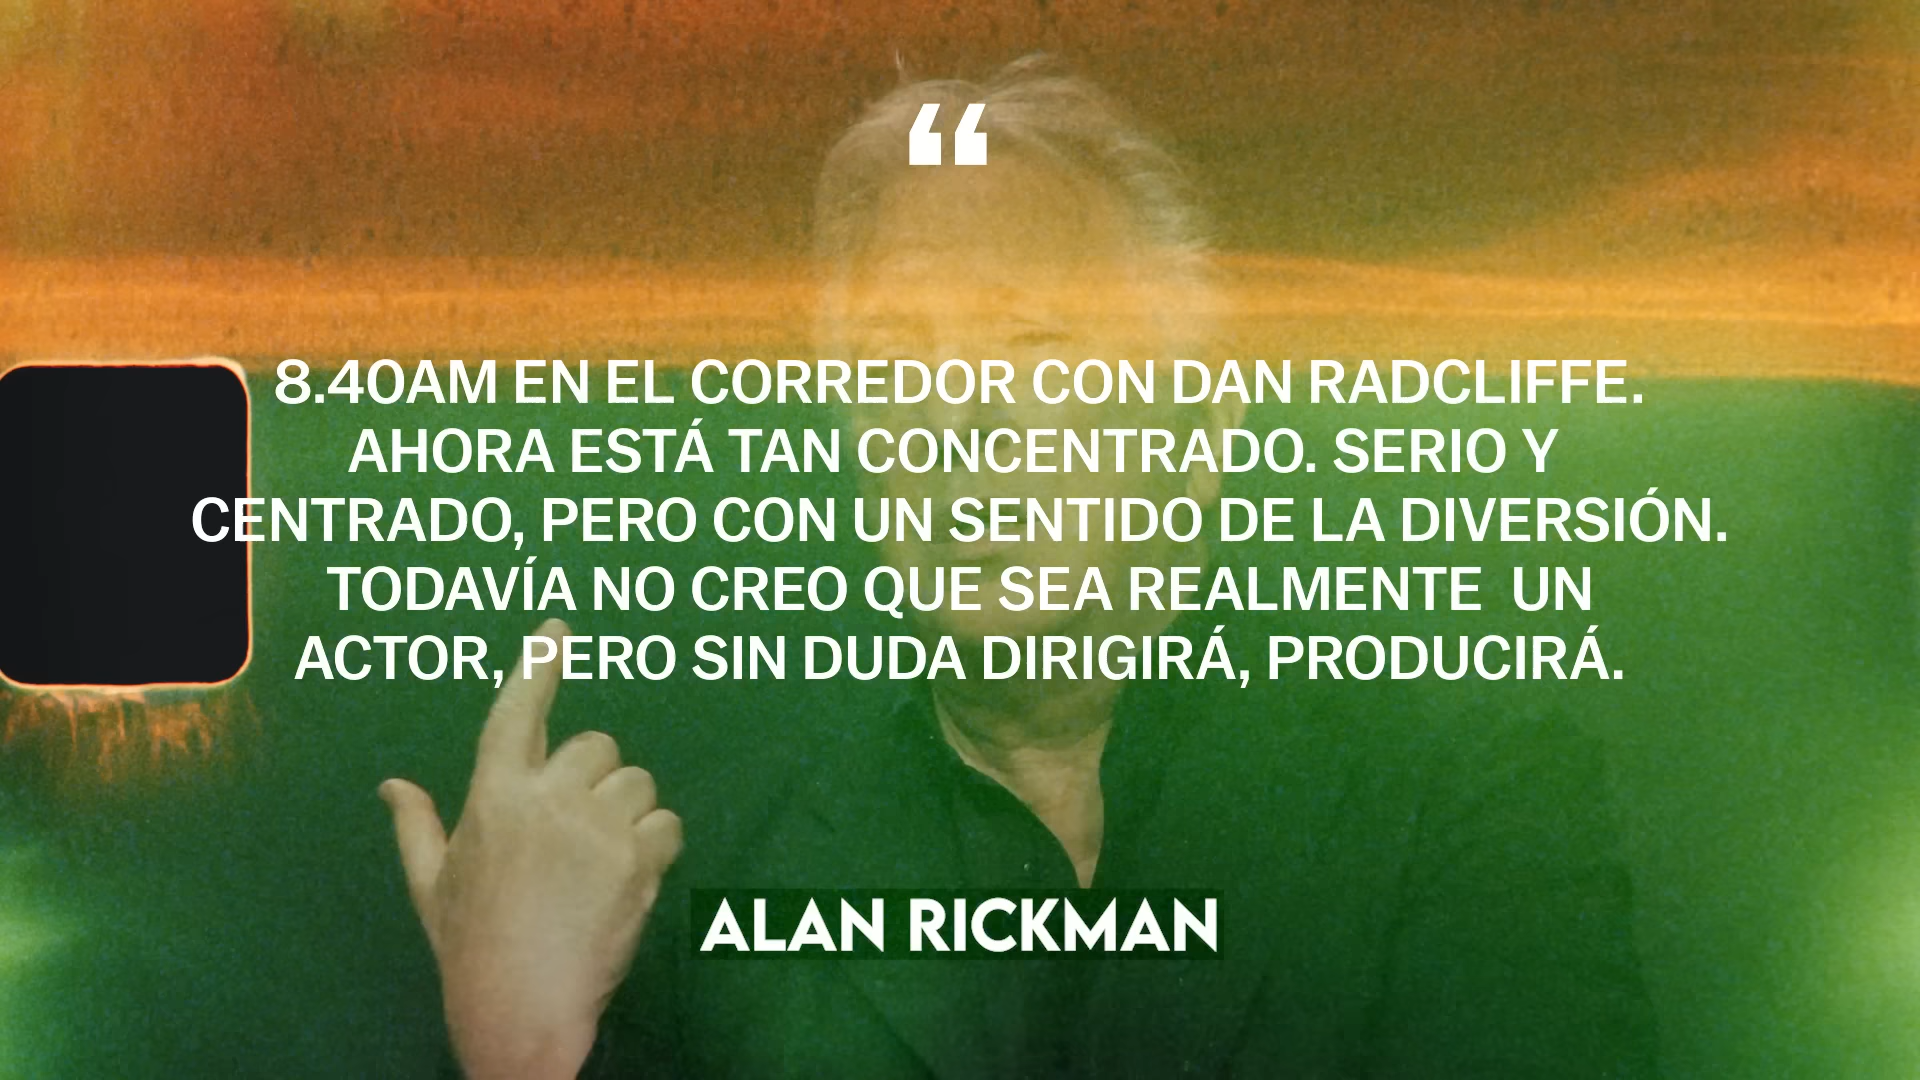 “
8.40AM EN EL CORREDOR CON DAN RADCLIFFE.
AHORA ESTÁ TAN CONCENTRADO. SERIO Y
CENTRADO, PERO CON UN SENTIDO DE LA DIVERSIÓN.
TODAVÍA NO CREO QUE SEA REALMENTE  UN
ACTOR, PERO SIN DUDA DIRIGIRÁ, PRODUCIRÁ.
ALAN RICKMAN